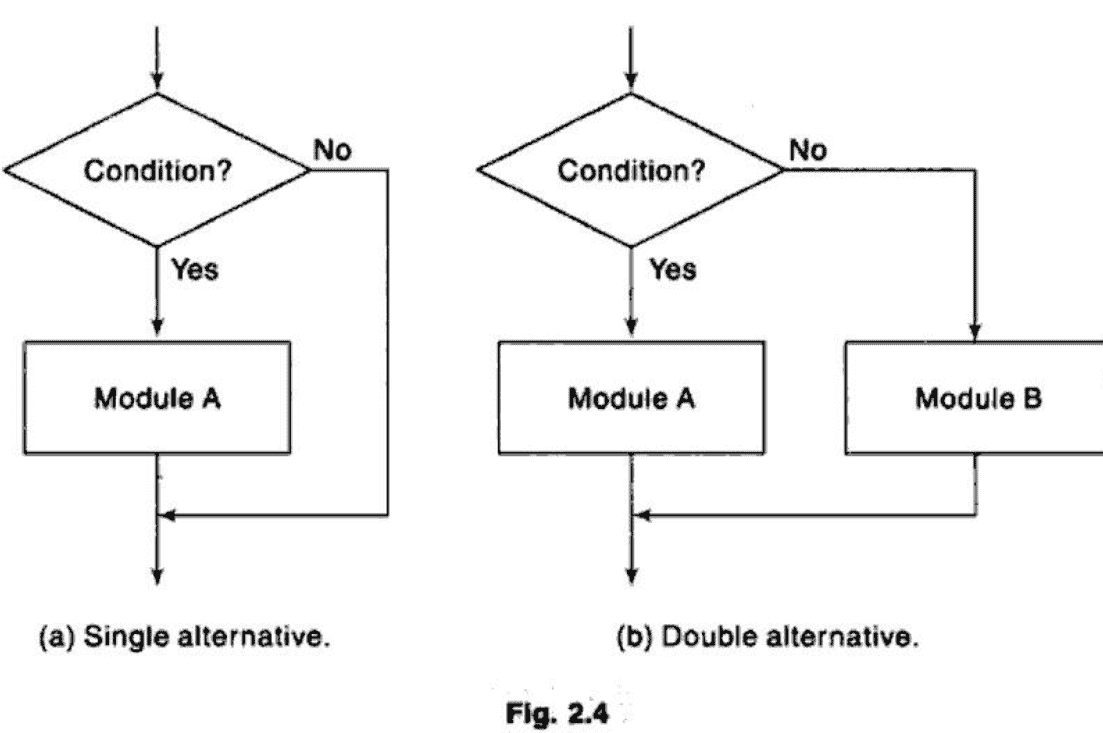 No
Condition?
Yes
Module A
(a) Single alternative.
No
Condition?
Yes
Module A
Module B
(b) Double alternative.
Fig. 2.4